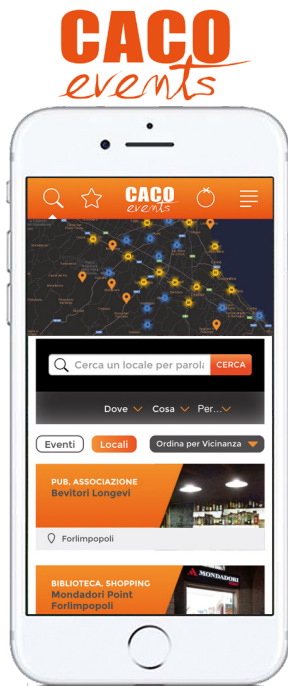 CACO
events
CACO
events
Cerca un locale per parola
CERCA
Dove Cosa Per...
Eventi Locali Ordina per Vicinanza
PUB, ASSOCIAZIONE
Bevitori Longevi
Forlimpopoli
BIBLIOTECA, SHOPPING
Mondadori Point
Forlimpopoli
MONDADORI